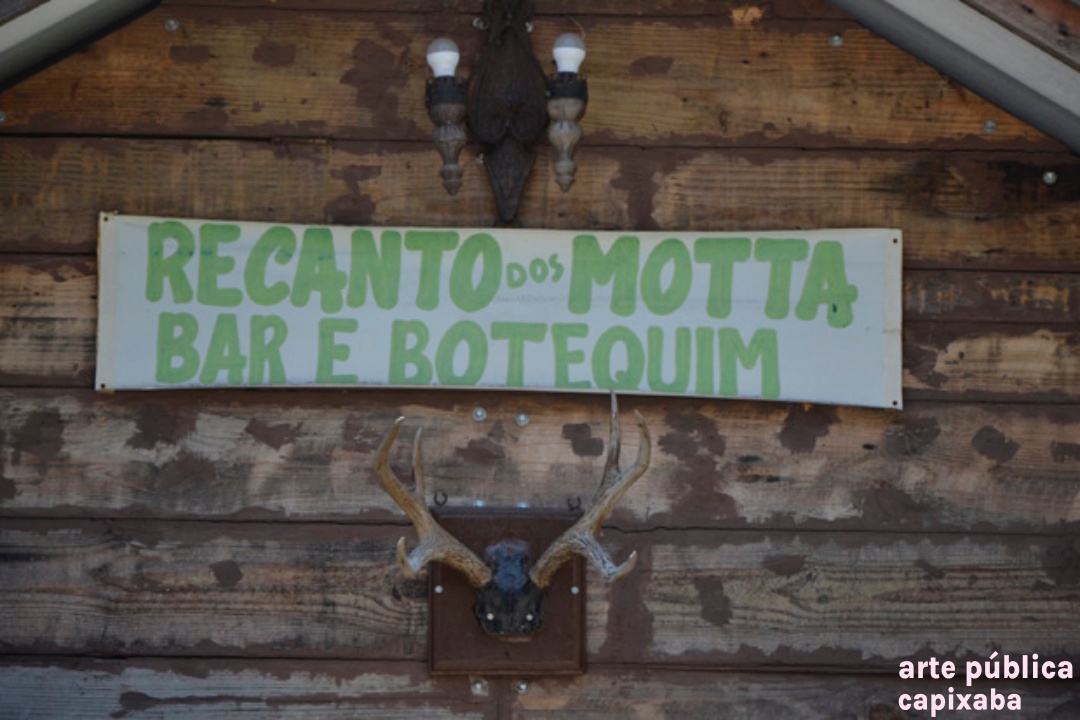 RECANTO DOS MOTTA
BAR E BOTEQUIM
arte pública
capixaba